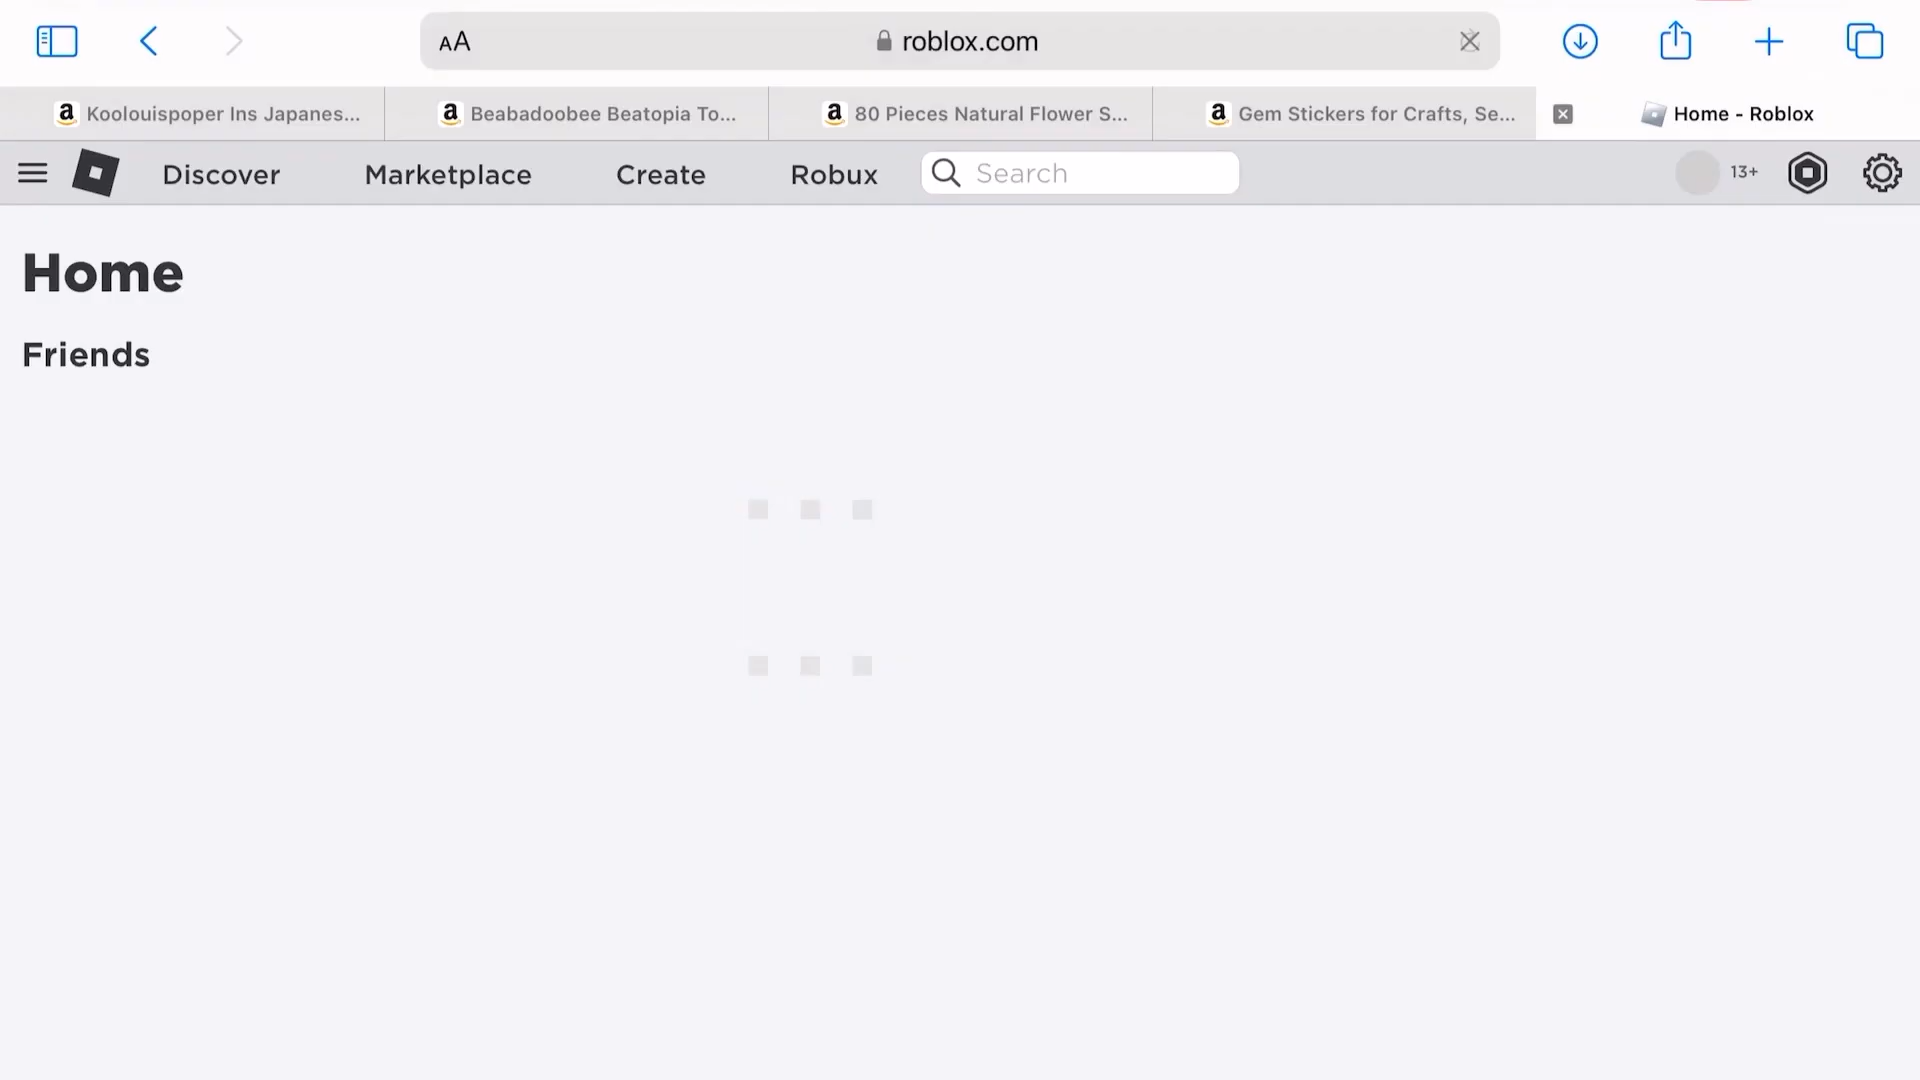 AA
roblox.com
a Koolouispoper Ins Japanes...
a Beabadoobee Beatopia To...
a 80 Pieces Natural Flower S...
a Gem Stickers for Crafts, Se...
Home - Roblox
Discover
Marketplace
Create
Robux
Search
13+
Home
Friends